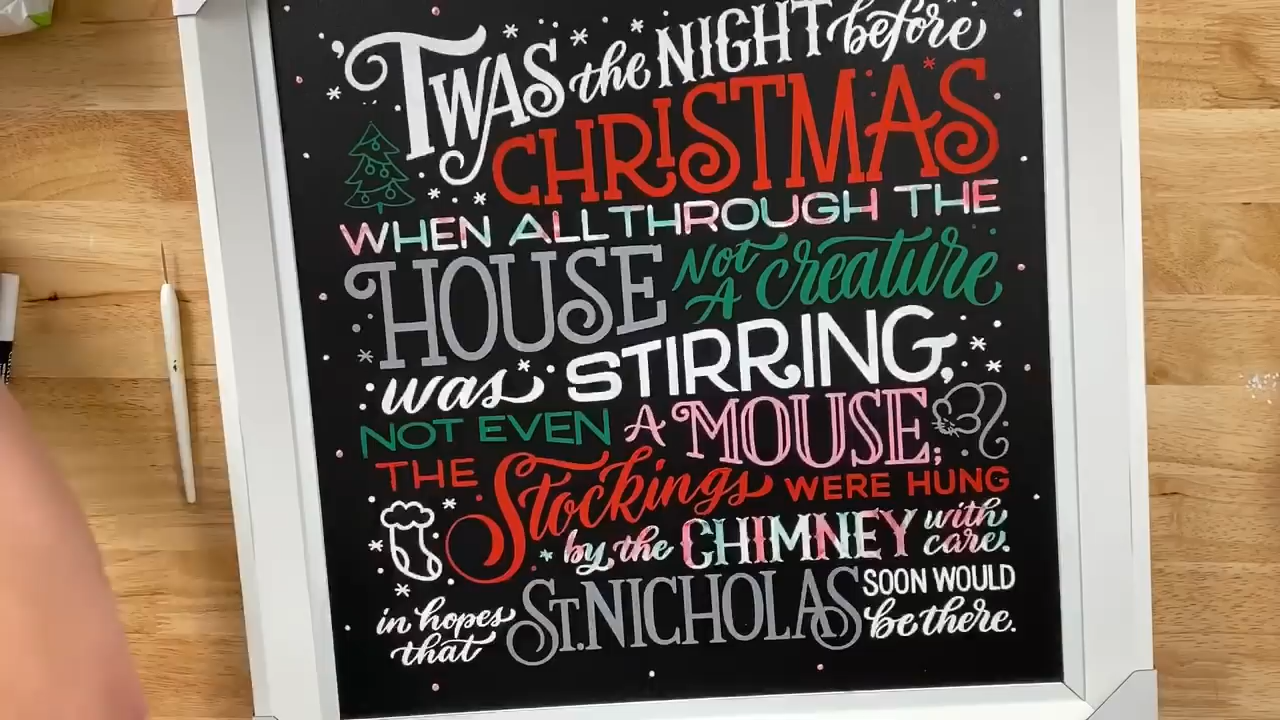 'TWAS the NIGHT before
CHRISTMAS
WHEN ALL THROUGH THE
HOUSE Not A creature
was STIRRING,
NOT EVEN A MOUSE;
THE Stockings WERE HUNG
by the CHIMNEY with care.
in hopes that ST. NICHOLAS SOON WOULD be there.